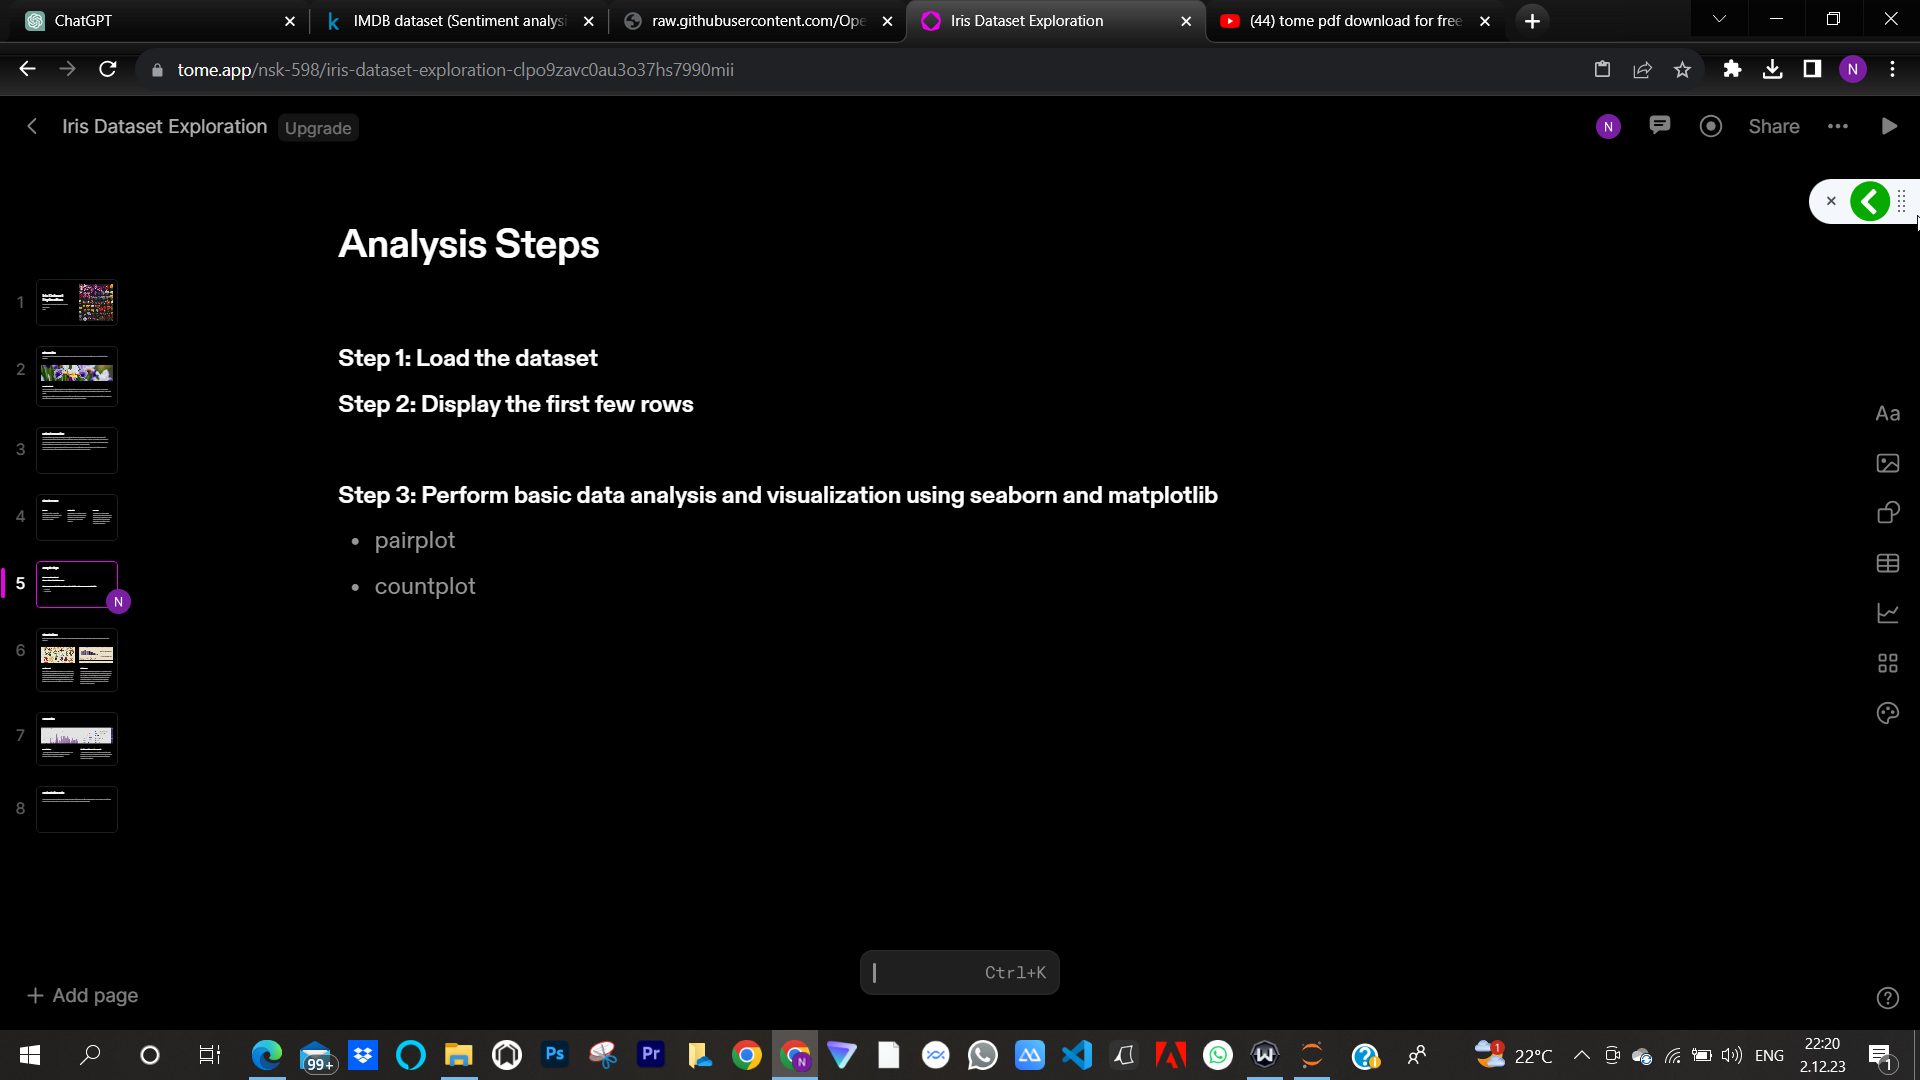 ChatGPT
IMDB dataset (Sentiment analysi
raw.githubusercontent.com/Ope
Iris Dataset Exploration
(44) tome pdf download for free
tome.app/nsk-598/iris-dataset-exploration-clpo9zavc0au3o37hs7990mii
N
Iris Dataset Exploration
Upgrade
N
Share
Analysis Steps
Step 1: Load the dataset
Step 2: Display the first few rows
Step 3: Perform basic data analysis and visualization using seaborn and matplotlib
• pairplot
• countplot
1
2
3
4
5
N
6
7
8
Aa
Ctrl+K
+ Add page
99+
Ps
Pr
N
22°C
1
ENG
22:20
2.12.23
1